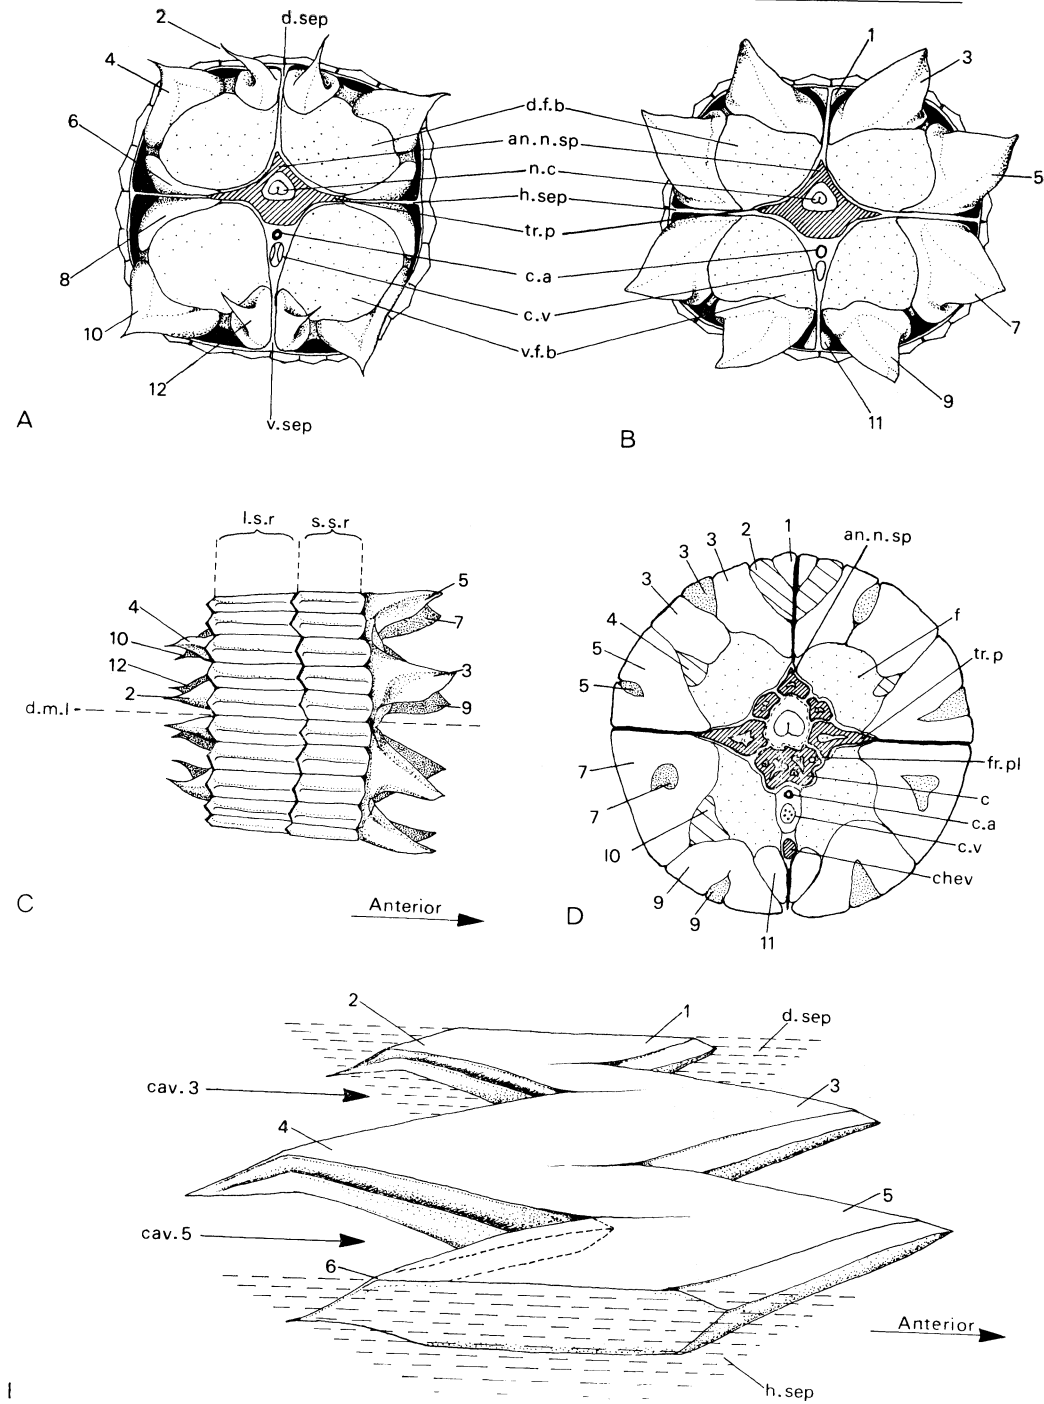 2
d.sep
4
6
8
10
12
v.sep
A
d.f.b
an.n.sp
n.c
h.sep
tr.p
c.a
c.v
v.f.b
1
3
5
7
9
11
B
l.s.r
s.s.r
5
7
4
10
12
2
3
9
d.m.l
C
Anterior
3
3
2
1
an.n.sp
3
4
5
5
f
tr.p
7
7
10
9
9
11
fr.pl
c
c.a
c.v
chev
D
2
1
d.sep
cav.3
3
4
5
cav.5
6
Anterior
h.sep